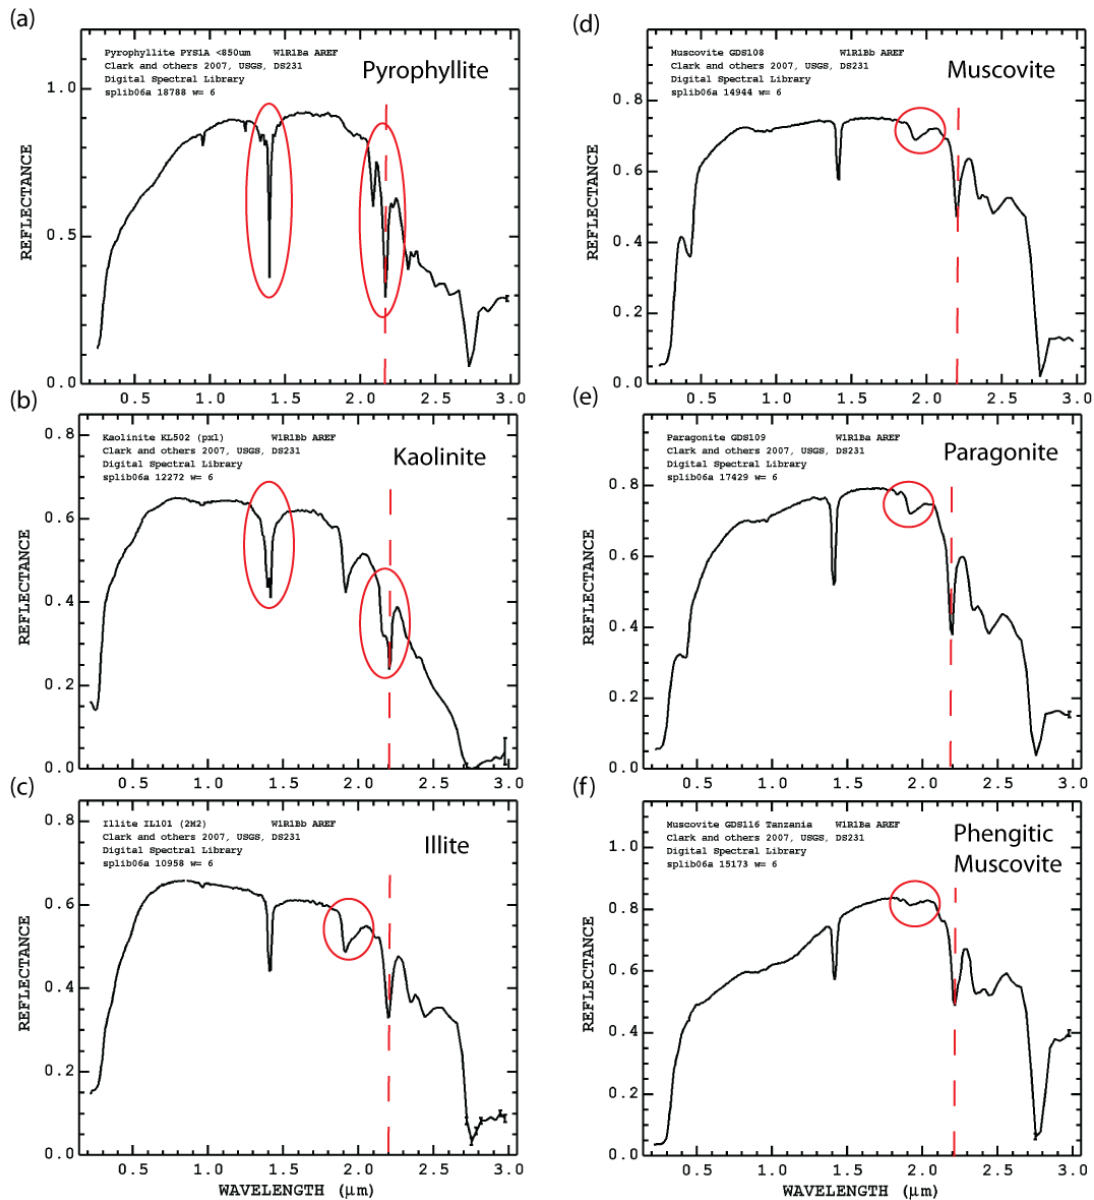 (a)
Pyrophyllite PYS1A <850um W1R1Ba AREF
Clark and others 2007, USGS, DS231
Digital Spectral Library
splib06a 18788 w= 6
Pyrophyllite
1.0
0.5
0.0
REFLECTANCE
0.5 1.0 1.5 2.0 2.5 3.0
(b)
Kaolinite KL502 (pxl) W1R1Bb AREF
Clark and others 2007, USGS, DS231
Digital Spectral Library
splib06a 12272 w= 6
Kaolinite
0.8
0.6
0.4
0.2
0.0
REFLECTANCE
0.5 1.0 1.5 2.0 2.5 3.0
(c)
Illite IL101 (2M2) W1R1Bb AREF
Clark and others 2007, USGS, DS231
Digital Spectral Library
splib06a 10958 w= 6
Illite
0.8
0.6
0.4
0.2
0.0
REFLECTANCE
0.5 1.0 1.5 2.0 2.5 3.0
WAVELENGTH (μm)
(d)
Muscovite GDS108 W1R1Bb AREF
Clark and others 2007, USGS, DS231
Digital Spectral Library
splib06a 14944 w= 6
Muscovite
0.8
0.6
0.4
0.2
0.0
REFLECTANCE
0.5 1.0 1.5 2.0 2.5 3.0
(e)
Paragonite GDS109 W1R1Ba AREF
Clark and others 2007, USGS, DS231
Digital Spectral Library
splib06a 17429 w= 6
Paragonite
0.8
0.6
0.4
0.2
0.0
REFLECTANCE
0.5 1.0 1.5 2.0 2.5 3.0
(f)
Muscovite GDS116 Tanzania W1R1Ba AREF
Clark and others 2007, USGS, DS231
Digital Spectral Library
splib06a 15173 w= 6
Phengitic
Muscovite
1.0
0.8
0.6
0.4
0.2
0.0
REFLECTANCE
0.5 1.0 1.5 2.0 2.5 3.0
WAVELENGTH (μm)